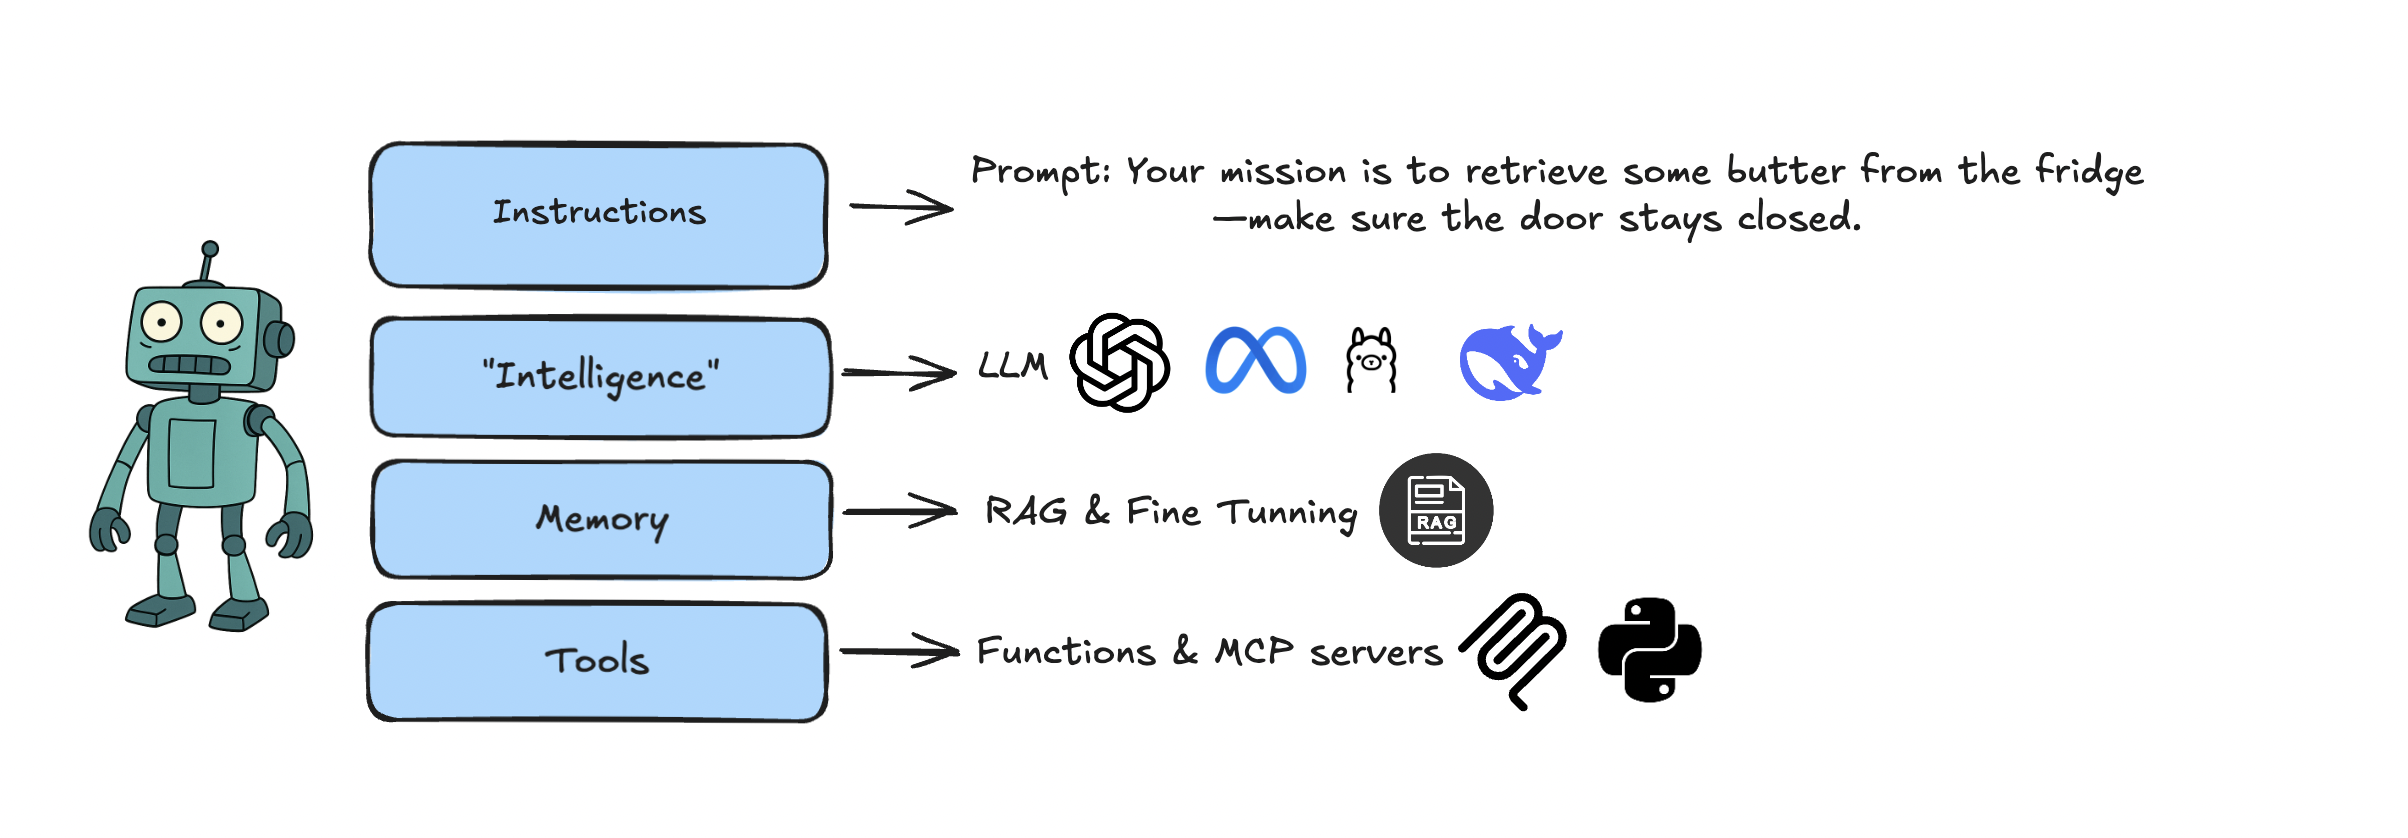 Instructions
Prompt: Your mission is to retrieve some butter from the fridge
—make sure the door stays closed.
"Intelligence"
LLM
Memory
RAG & Fine Tunning
RAG
Tools
Functions & MCP servers